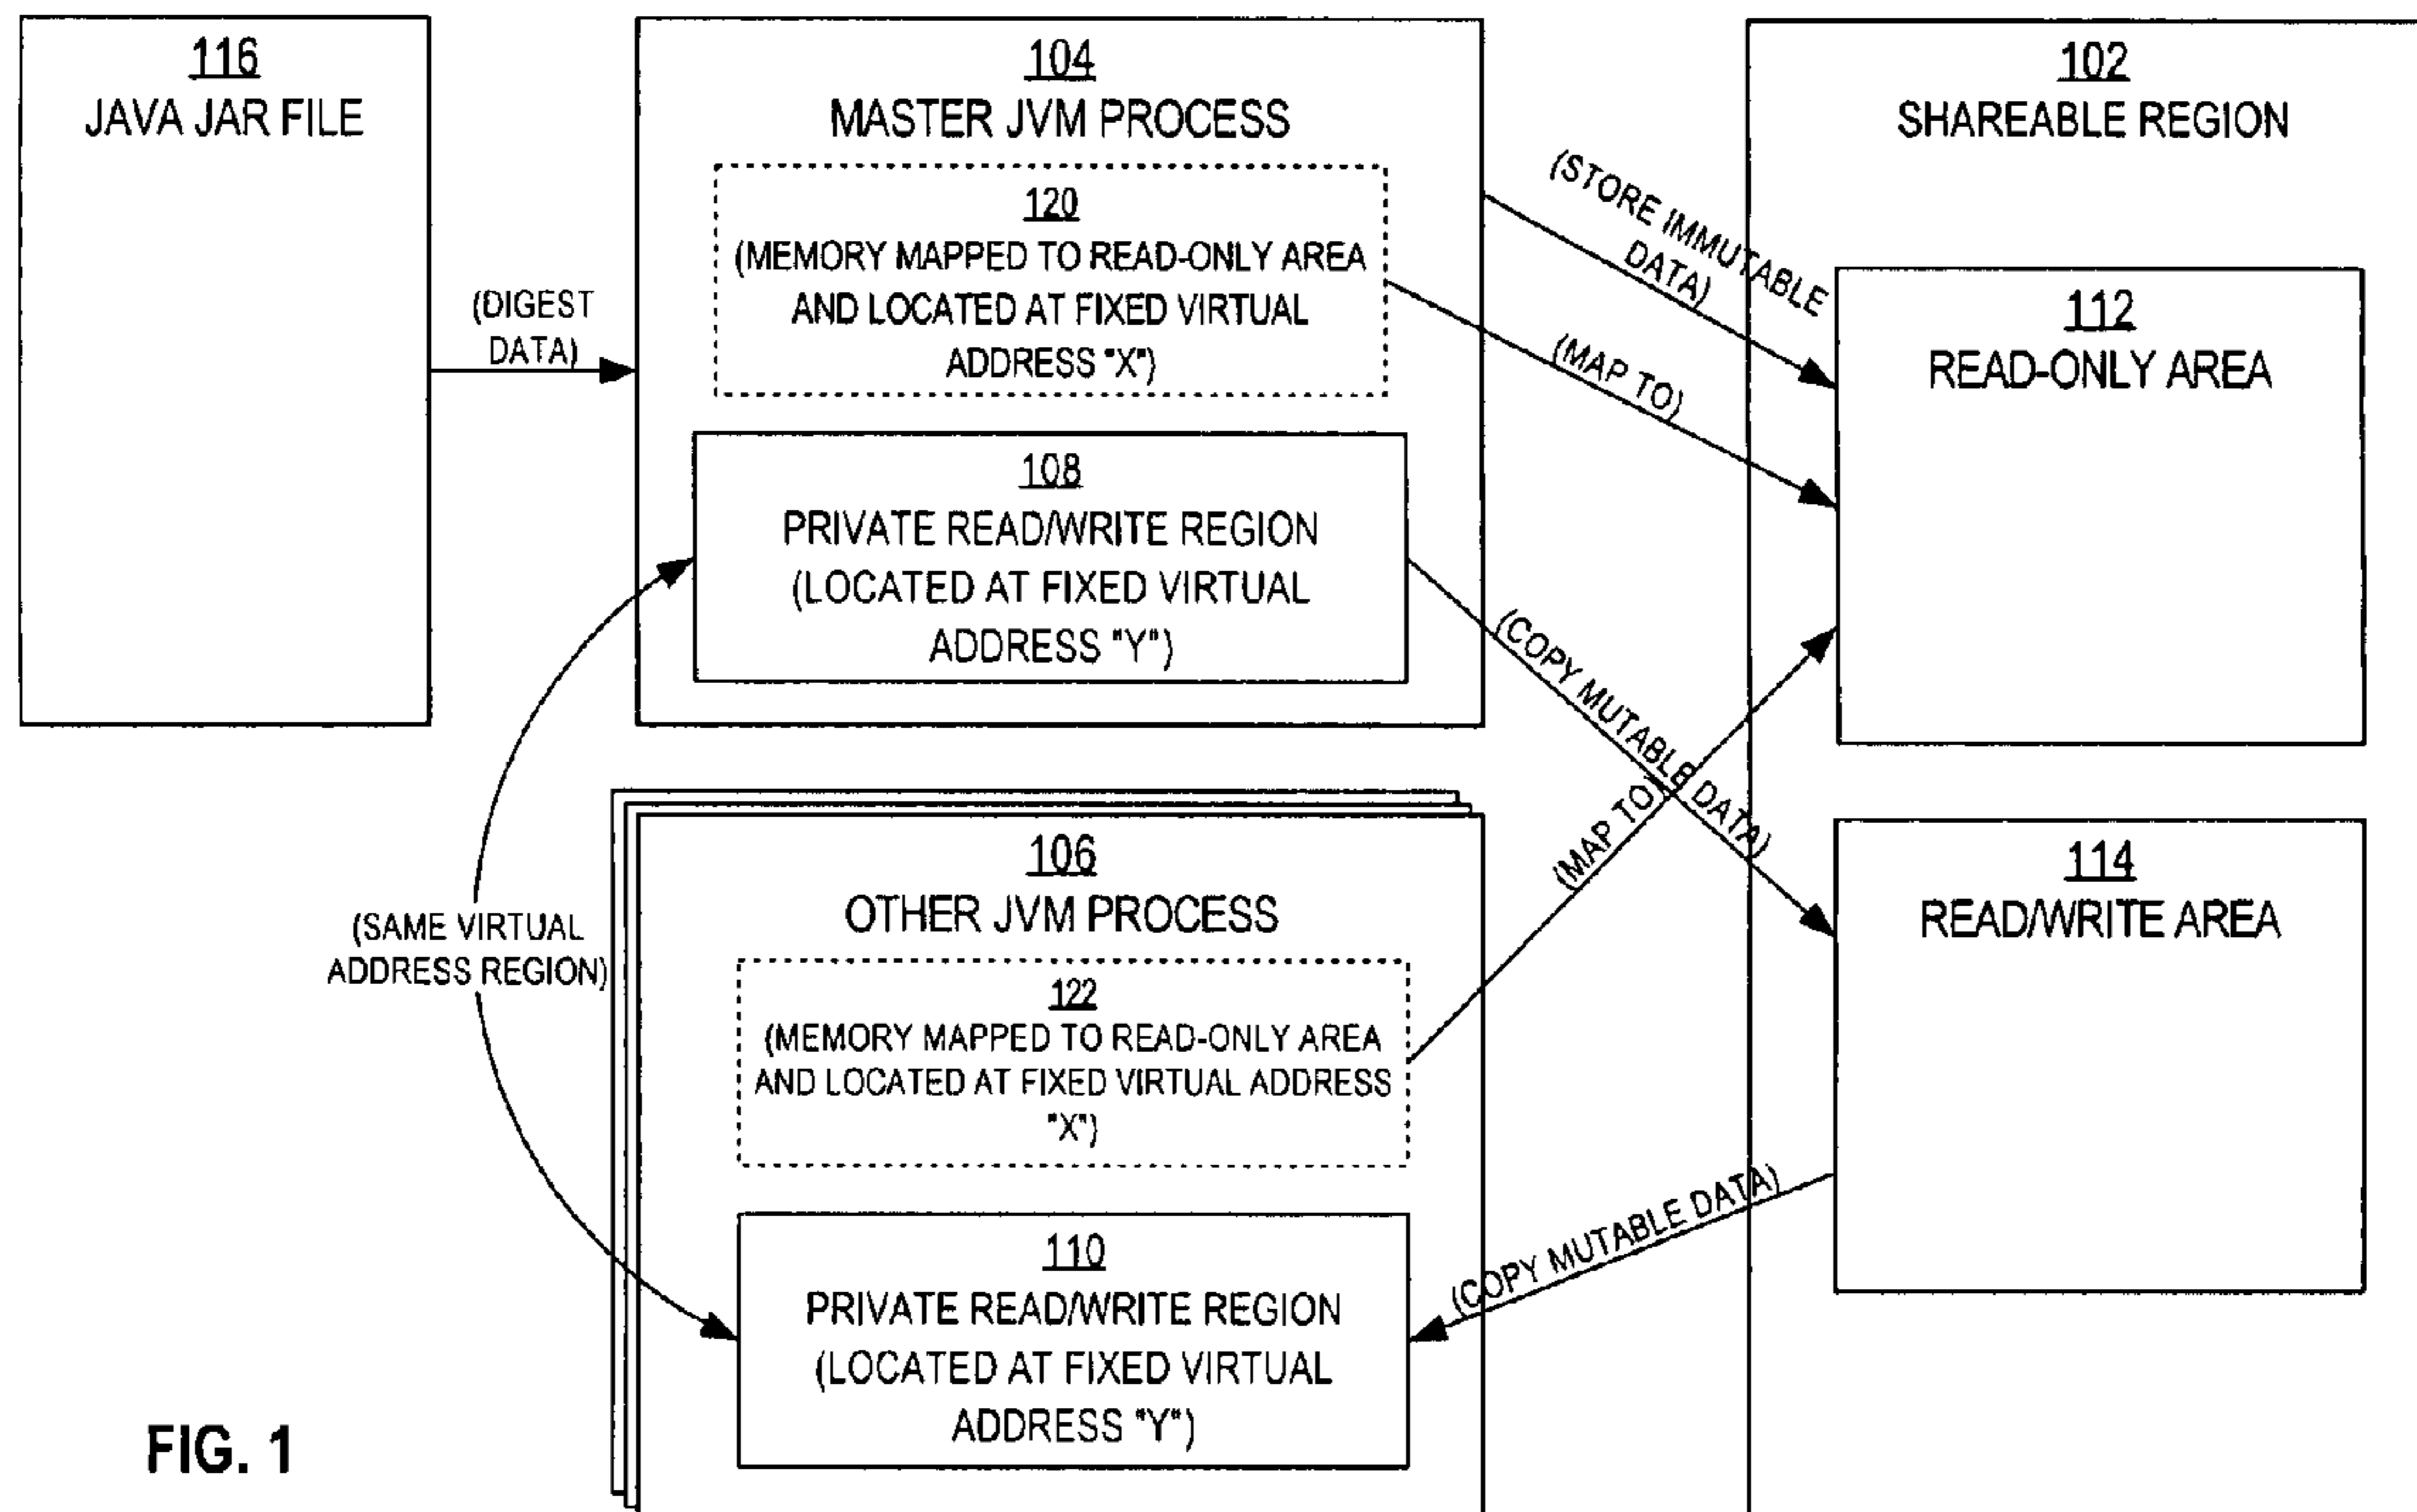 116
JAVA JAR FILE
(DIGEST
DATA)
104
MASTER JVM PROCESS
120
(MEMORY MAPPED TO READ-ONLY AREA
AND LOCATED AT FIXED VIRTUAL
ADDRESS "X")
108
PRIVATE READ/WRITE REGION
(LOCATED AT FIXED VIRTUAL
ADDRESS "Y")
(STORE IMMUTABLE
DATA)
(MAP TO)
(COPY MUTABLE DATA)
102
SHAREABLE REGION
112
READ-ONLY AREA
114
READ/WRITE AREA
(SAME VIRTUAL
ADDRESS REGION)
106
OTHER JVM PROCESS
122
(MEMORY MAPPED TO READ-ONLY AREA
AND LOCATED AT FIXED VIRTUAL ADDRESS
"X")
110
PRIVATE READ/WRITE REGION
(LOCATED AT FIXED VIRTUAL
ADDRESS "Y")
(MAP TO)
(COPY MUTABLE DATA)
FIG. 1